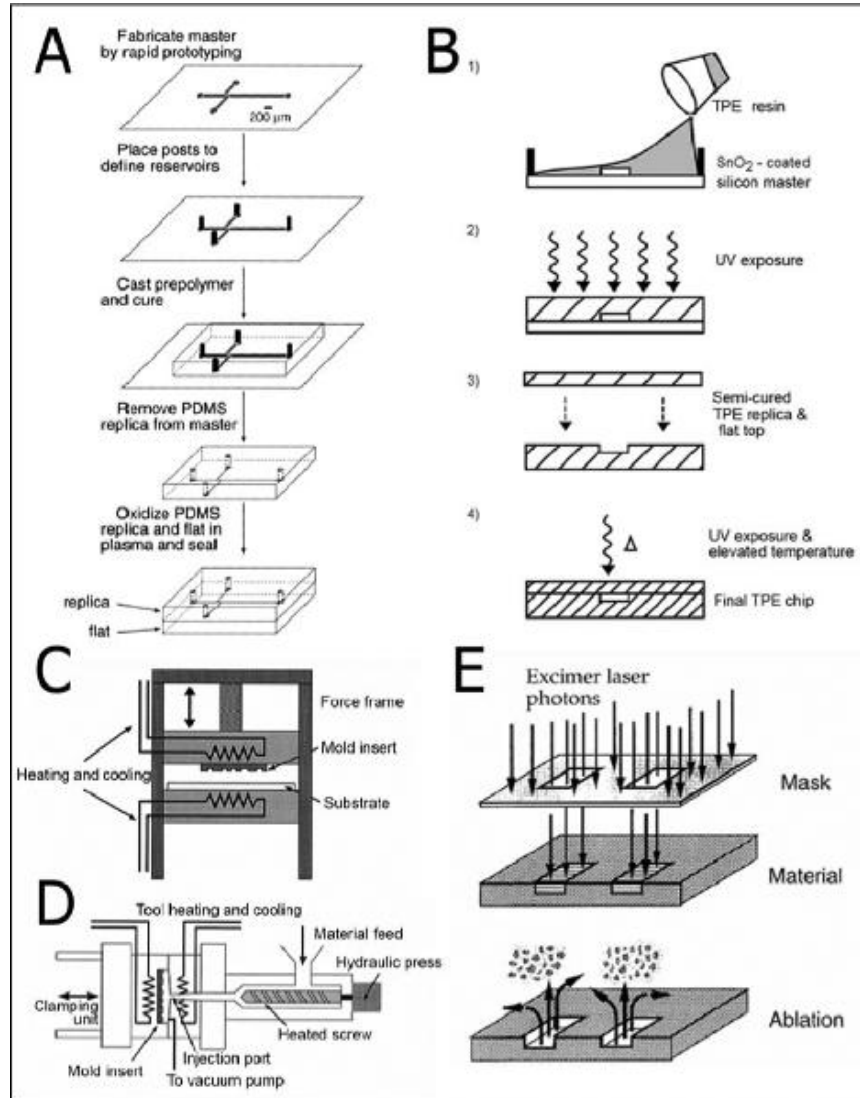 A
Fabricate master
by rapid prototyping
200 µm
Place posts to
define reservoirs
Cast prepolymer
and cure
Remove PDMS
replica from master
Oxidize PDMS
replica and flat in
plasma and seal
replica
flat
B
1)
TPE resin
SnO2 - coated
silicon master
2)
UV exposure
3)
Semi-cured
TPE replica &
flat top
4)
UV exposure &
elevated temperature
Δ
Final TPE chip
C
Force frame
Mold insert
Heating and cooling
Substrate
D
Tool heating and cooling
Material feed
Hydraulic press
Clamping
unit
Heated screw
Injection port
Mold insert
To vacuum pump
E
Excimer laser
photons
Mask
Material
Ablation